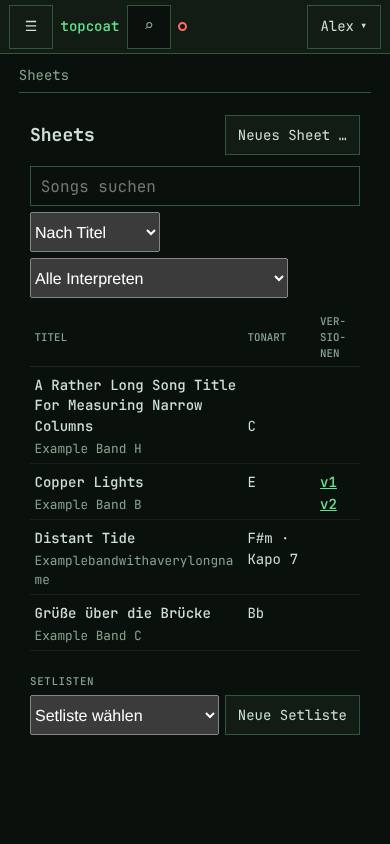 ☰ topcoat ⌕ Alex ▾
Sheets
Sheets Neues Sheet …
Songs suchen
Nach Titel
Alle Interpreten
TITEL TONART VER-
SIO-
NEN
A Rather Long Song Title
For Measuring Narrow
Columns C
Example Band H
Copper Lights E v1
Example Band B v2
Distant Tide F#m ·
Kapo 7
Examplebandwithaverylongna
me
Grüße über die Brücke Bb
Example Band C
SETLISTEN
Setliste wählen Neue Setliste